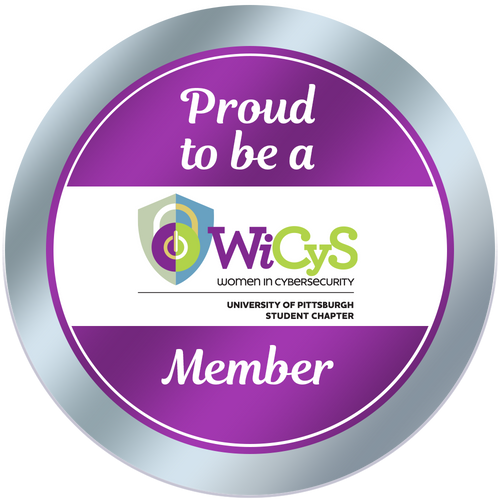 Proud
to be a
WiCyS
WOMEN IN CYBERSECURITY
UNIVERSITY OF PITTSBURGH
STUDENT CHAPTER
Member